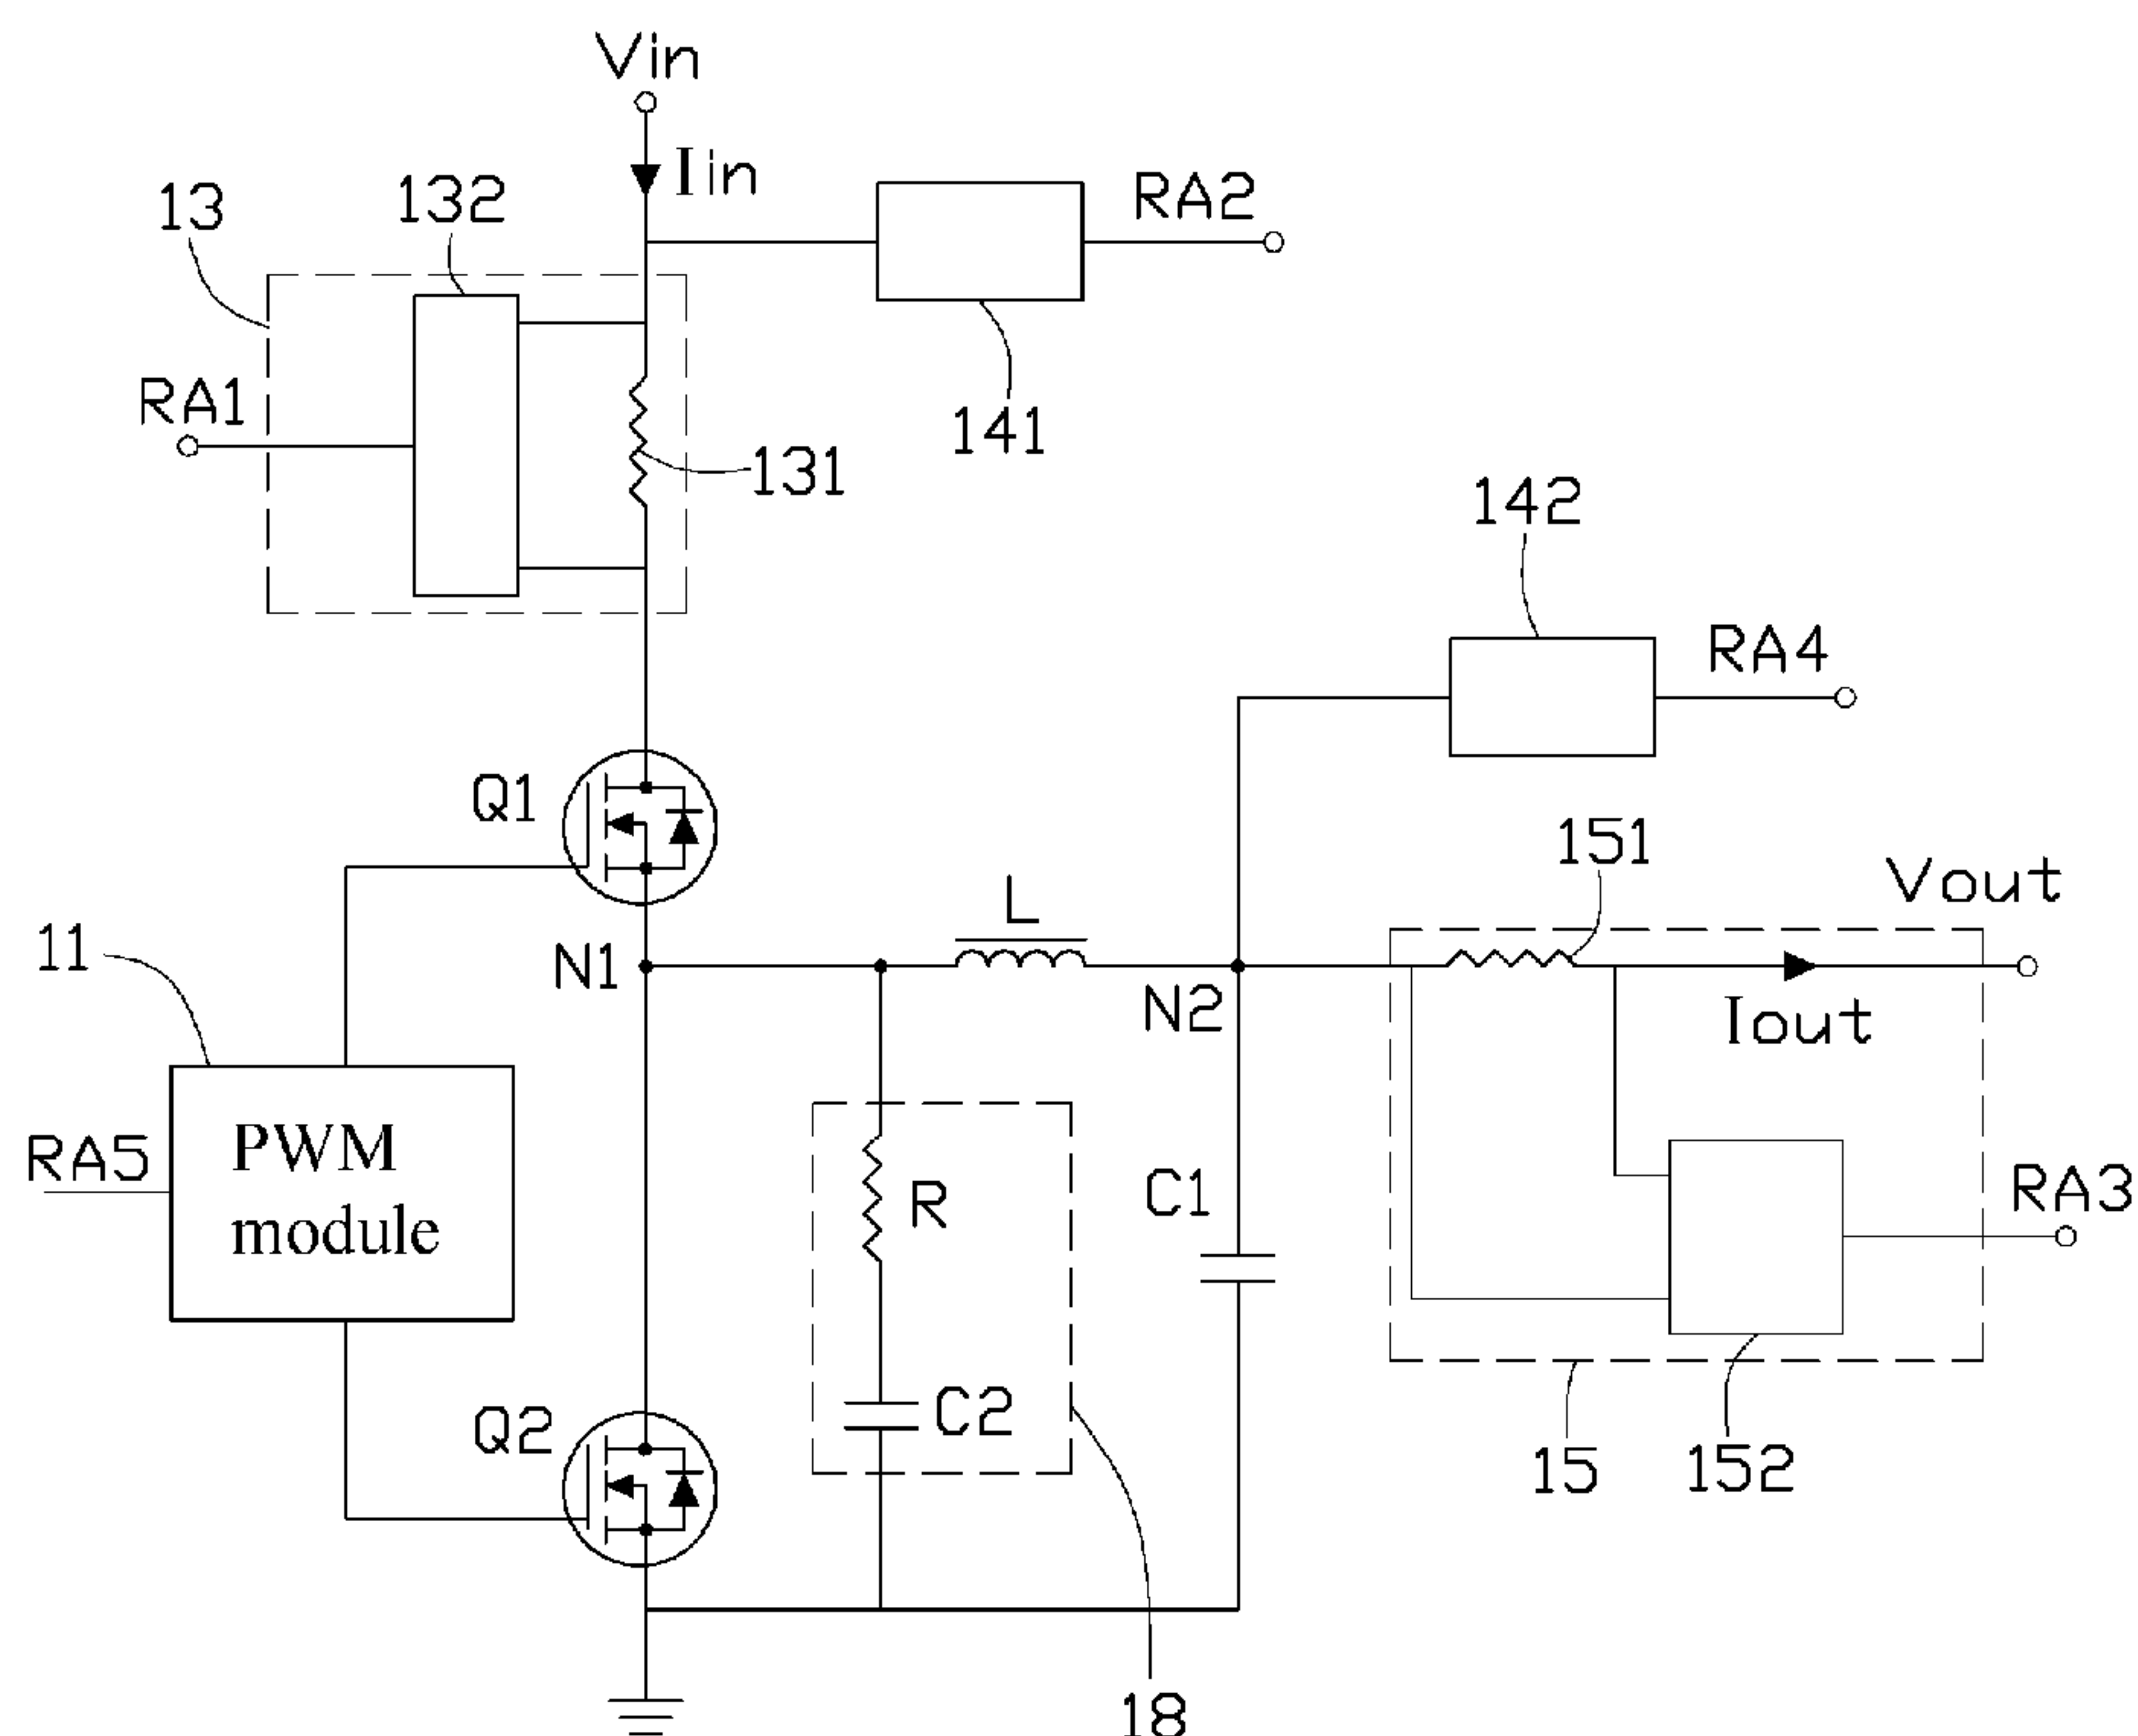 Vin
Iin
13
132
RA2
RA1
141
131
142
RA4
Q1
151
Vout
11
L
N1
N2
Iout
PWM
module
RA5
R
C1
RA3
C2
Q2
15
152
18